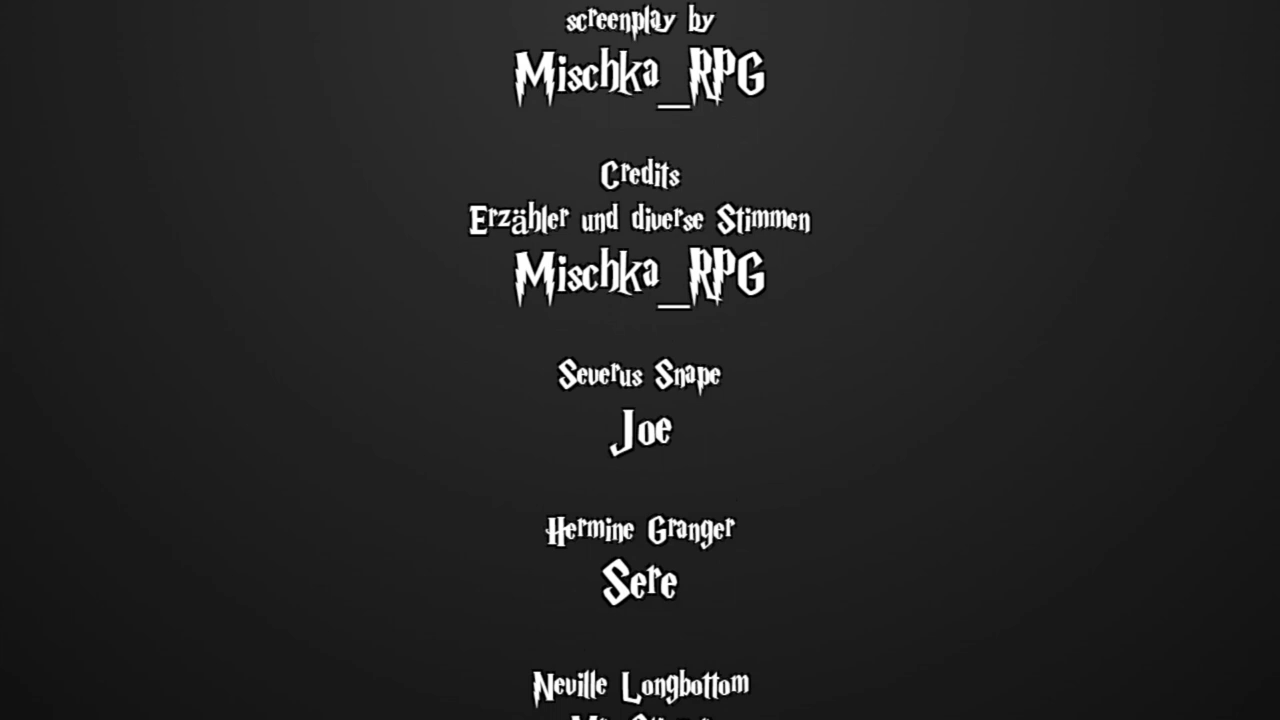 screenplay by
Mischka_RPG
Credits
Erzähler und diverse Stimmen
Mischka_RPG
Severus Snape
Joe
Hermine Granger
Sere
Neville Longbottom